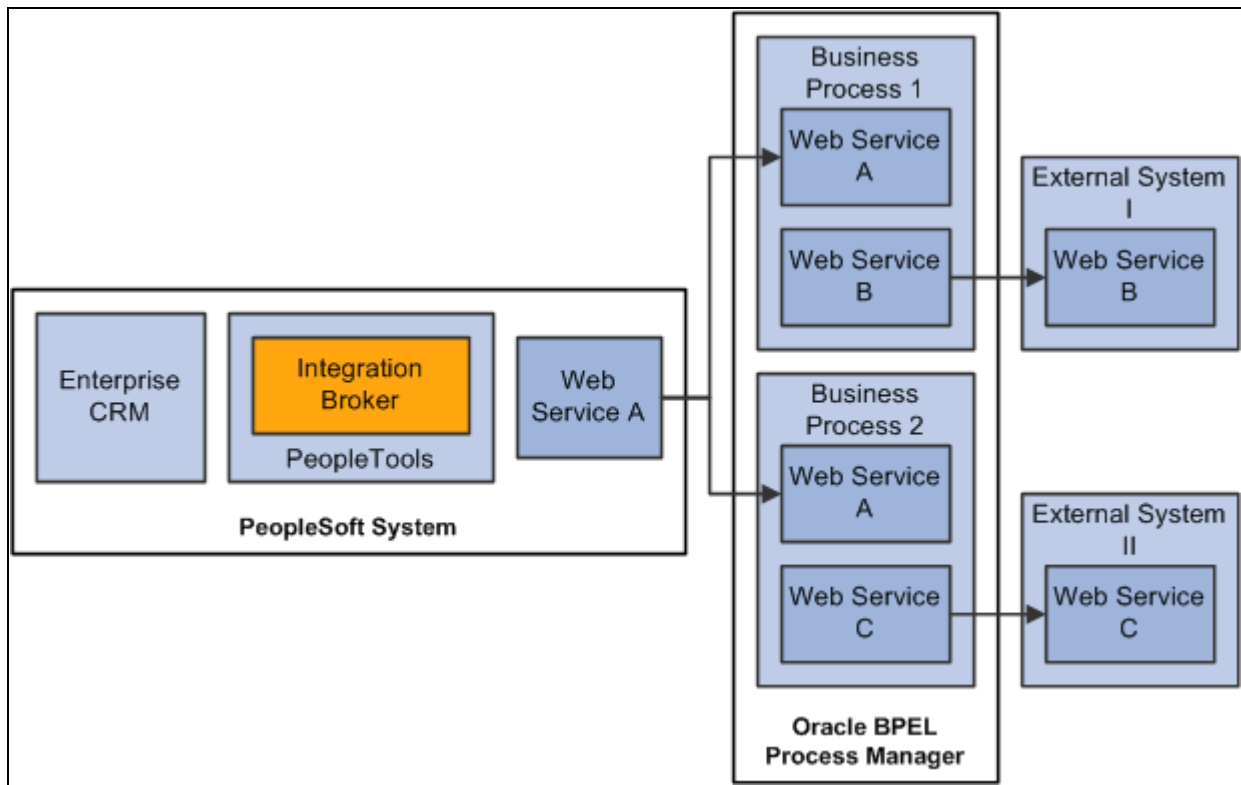 Enterprise
CRM
Integration
Broker
PeopleTools
Web
Service A
PeopleSoft System
Business
Process 1
Web Service
A
Web Service
B
Business
Process 2
Web Service
A
Web Service
C
Oracle BPEL
Process Manager
External System
I
Web Service
B
External System
II
Web Service
C